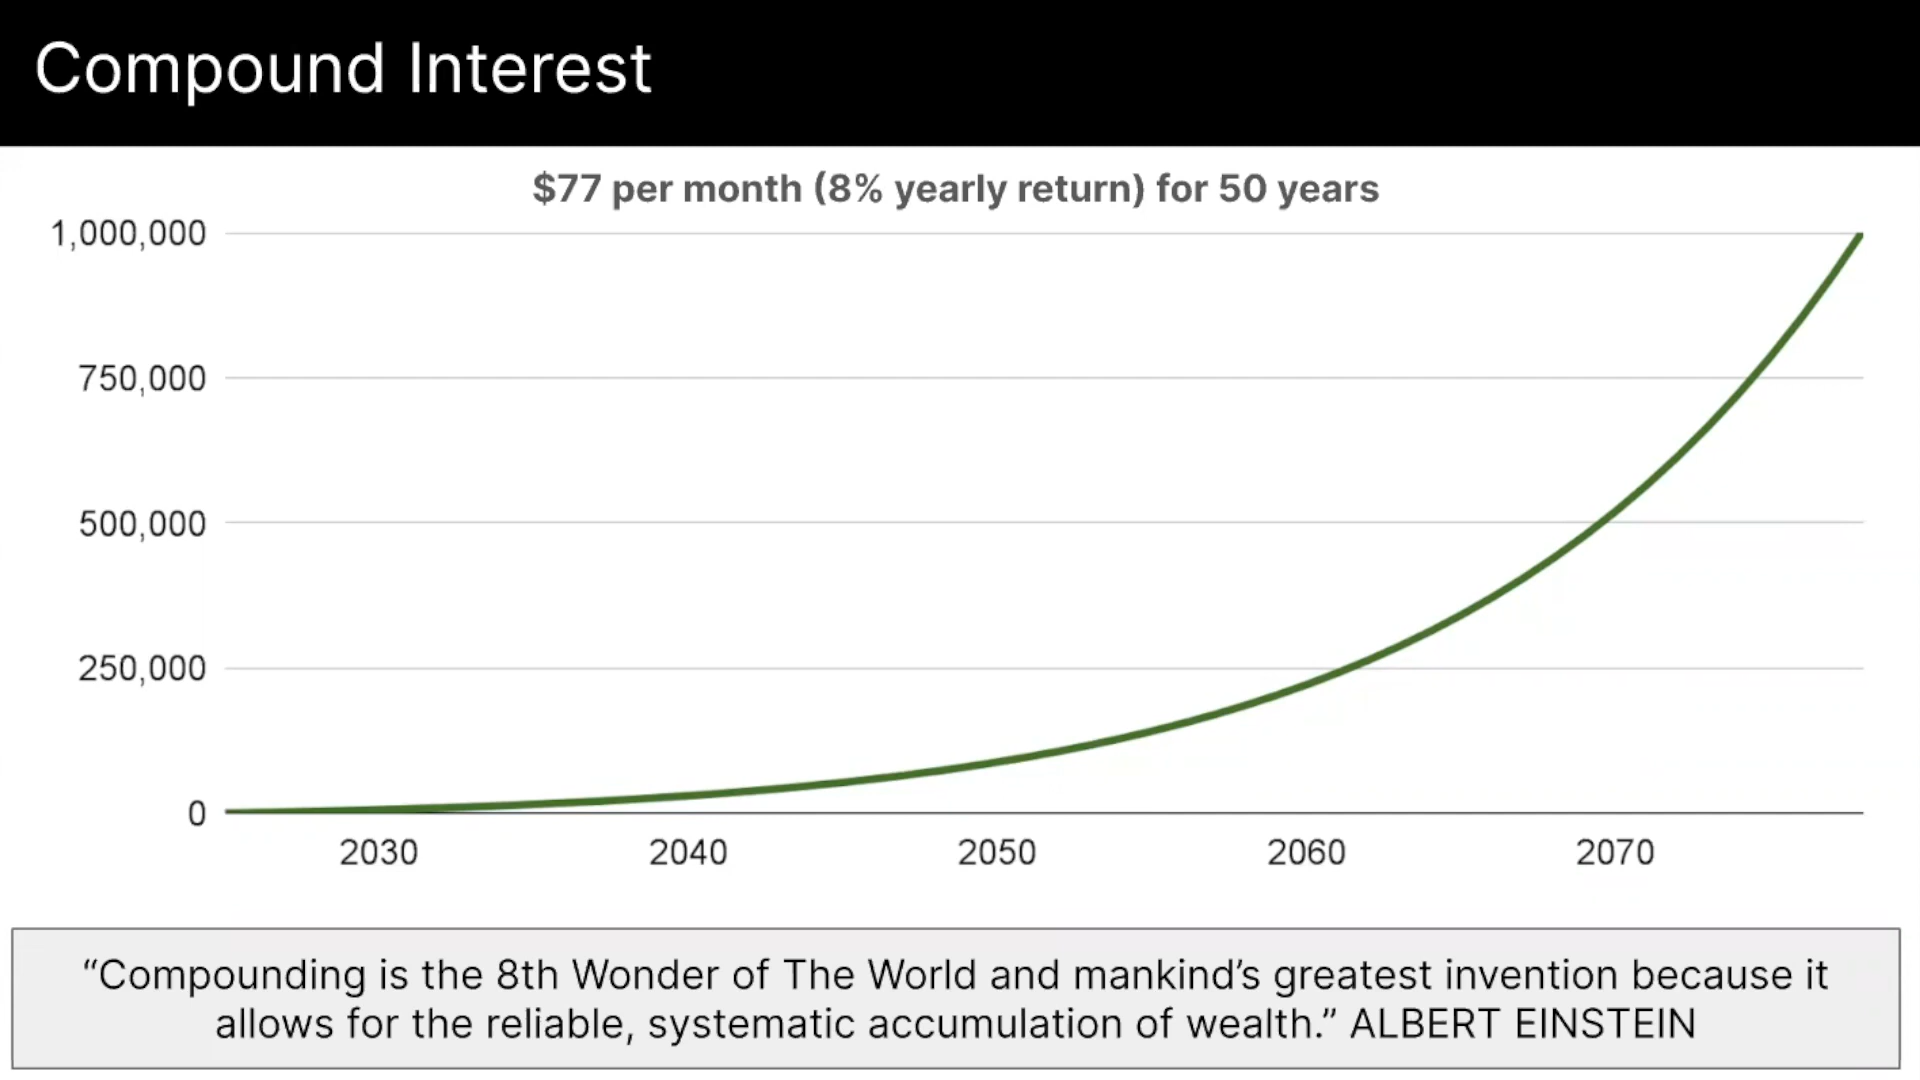 Compound Interest
$77 per month (8% yearly return) for 50 years
1,000,000
750,000
500,000
250,000
0
2030 2040 2050 2060 2070
“Compounding is the 8th Wonder of The World and mankind’s greatest invention because it
allows for the reliable, systematic accumulation of wealth.” ALBERT EINSTEIN